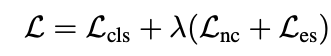 ℒ = ℒ_cls + λ(ℒ_nc + ℒ_es)